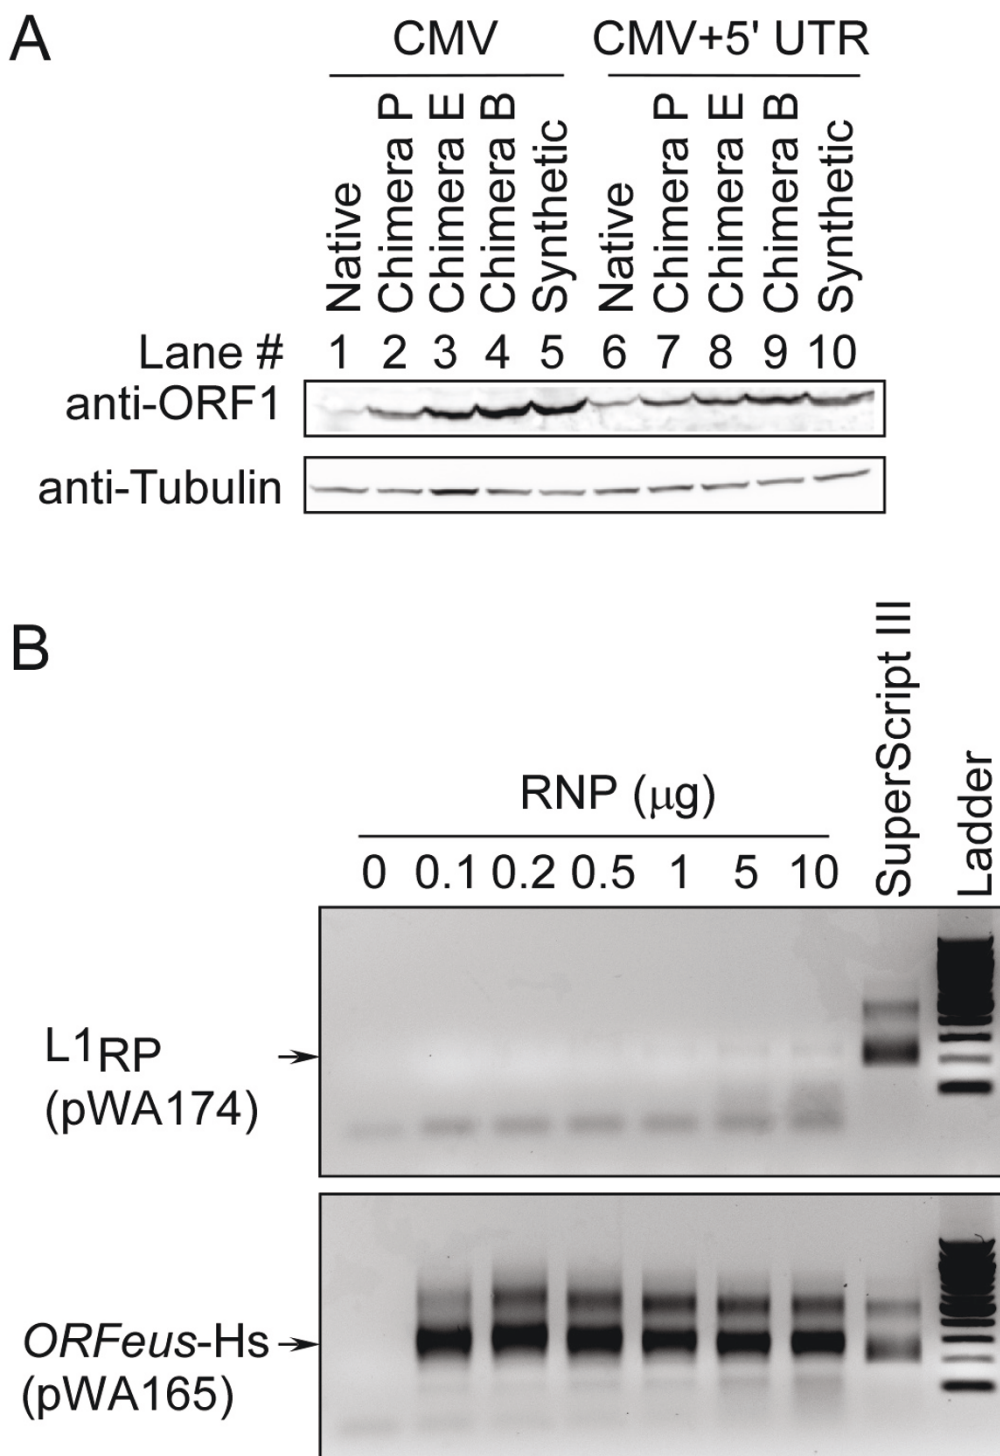 A
CMV CMV+5' UTR
Native Chimera P Chimera E Chimera B Synthetic Native Chimera P Chimera E Chimera B Synthetic
Lane # 1 2 3 4 5 6 7 8 9 10
anti-ORF1
anti-Tubulin
B
SuperScript III
Ladder
RNP (μg)
0 0.1 0.2 0.5 1 5 10
L1RP
(pWA174)
ORFeus-Hs
(pWA165)